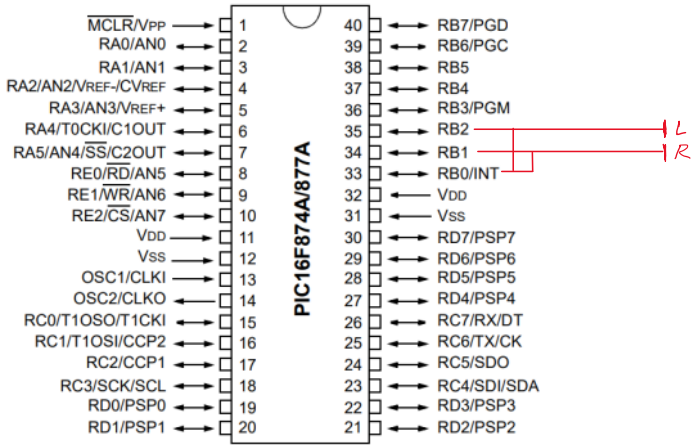 MCLR/VPP 1 40 RB7/PGD
RA0/AN0 2 39 RB6/PGC
RA1/AN1 3 38 RB5
RA2/AN2/VREF-/CVREF 4 37 RB4
RA3/AN3/VREF+ 5 36 RB3/PGM
RA4/T0CKI/C1OUT 6 35 RB2 L
RA5/AN4/SS/C2OUT 7 34 RB1 R
RE0/RD/AN5 8 33 RB0/INT
RE1/WR/AN6 9 32 VDD
RE2/CS/AN7 10 31 VSS
VDD 11 30 RD7/PSP7
VSS 12 29 RD6/PSP6
OSC1/CLKI 13 28 RD5/PSP5
OSC2/CLKO 14 27 RD4/PSP4
RC0/T1OSO/T1CKI 15 26 RC7/RX/DT
RC1/T1OSI/CCP2 16 25 RC6/TX/CK
RC2/CCP1 17 24 RC5/SDO
RC3/SCK/SCL 18 23 RC4/SDI/SDA
RD0/PSP0 19 22 RD3/PSP3
RD1/PSP1 20 21 RD2/PSP2
PIC16F874A/877A